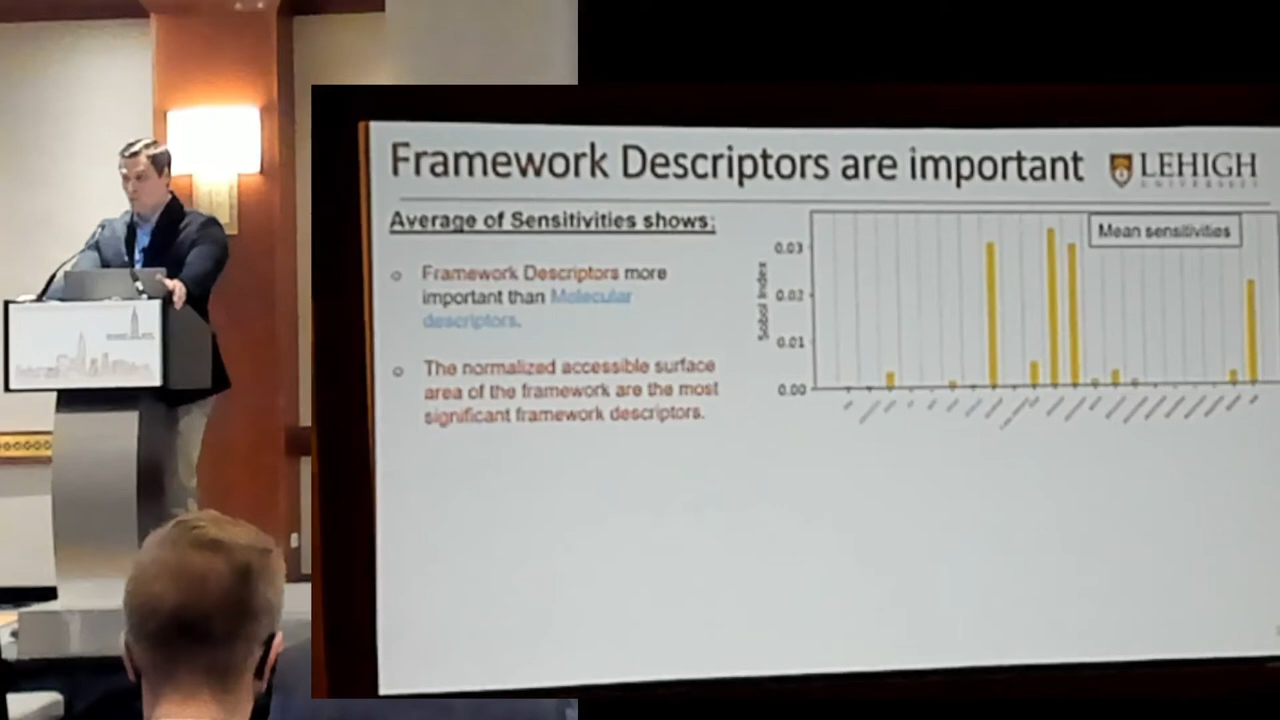 Framework Descriptors are important
LEHIGH
UNIVERSITY
Average of Sensitivities shows:
Framework Descriptors more
important than Molecular
descriptors.
The normalized accessible surface
area of the framework are the most
significant framework descriptors.
Mean sensitivities
Sobol Index
0.03
0.02
0.01
0.00